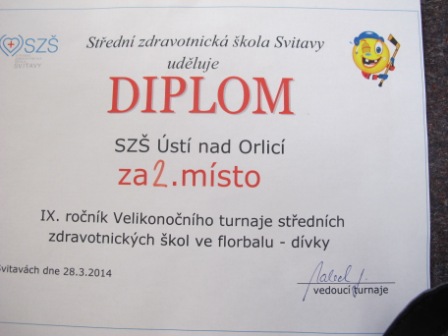 SZŠ
SVITAVY
Střední zdravotnická škola Svitavy
uděluje
DIPLOM
SZŠ Ústí nad Orlicí
za 2. místo
IX. ročník Velikonočního turnaje středních
zdravotnických škol ve florbalu - dívky
Svitavách dne 28.3.2014
vedoucí turnaje